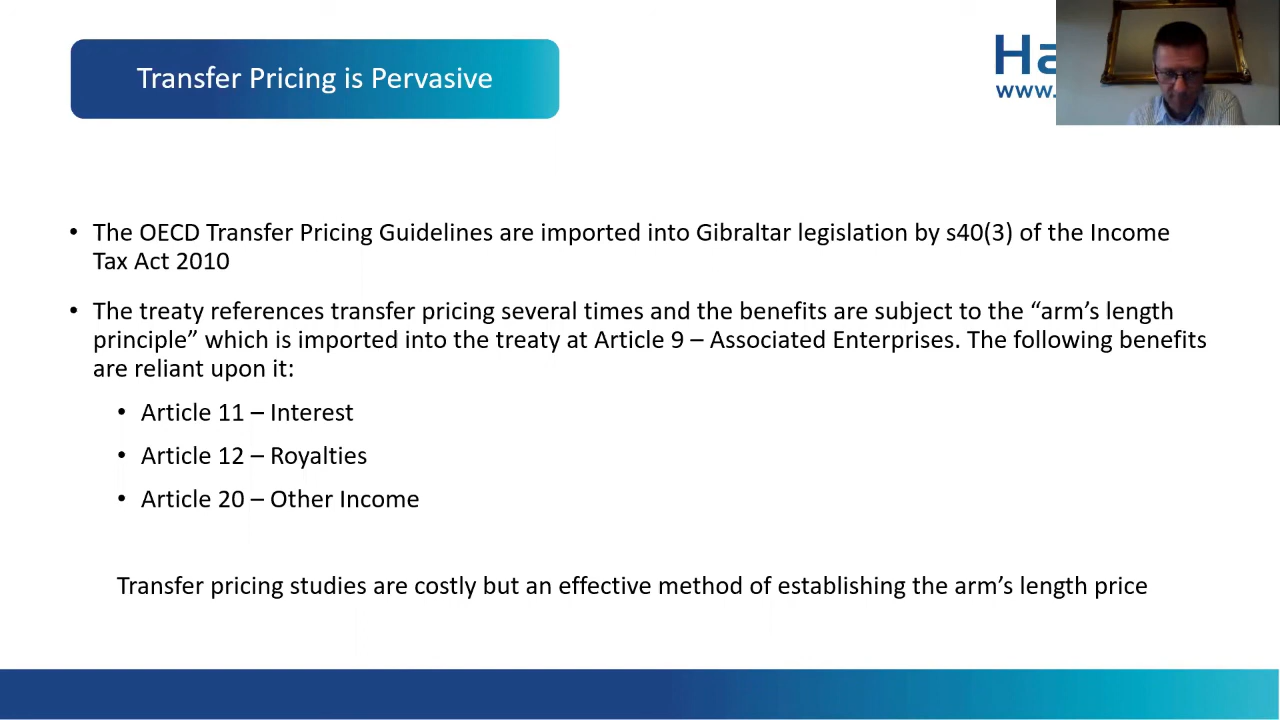 Transfer Pricing is Pervasive
Ha
www.
• The OECD Transfer Pricing Guidelines are imported into Gibraltar legislation by s40(3) of the Income
Tax Act 2010
• The treaty references transfer pricing several times and the benefits are subject to the “arm’s length
principle” which is imported into the treaty at Article 9 – Associated Enterprises. The following benefits
are reliant upon it:
• Article 11 – Interest
• Article 12 – Royalties
• Article 20 – Other Income
Transfer pricing studies are costly but an effective method of establishing the arm’s length price